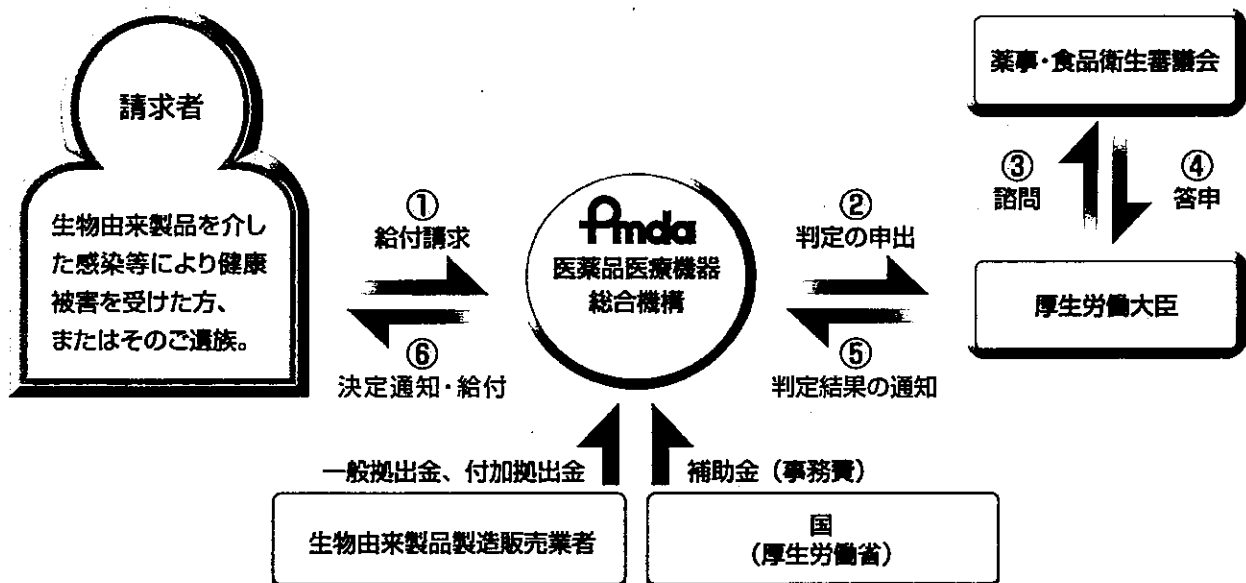 請求者
生物由来製品を介し
た感染等により健康
被害を受けた方、
またはそのご遺族。
①
給付請求
⑥
決定通知・給付
Pmda
医薬品医療機器
総合機構
②
判定の申出
⑤
判定結果の通知
薬事・食品衛生審議会
③
諮問
④
答申
厚生労働大臣
一般拠出金、付加拠出金
生物由来製品製造販売業者
補助金（事務費）
国
（厚生労働省）